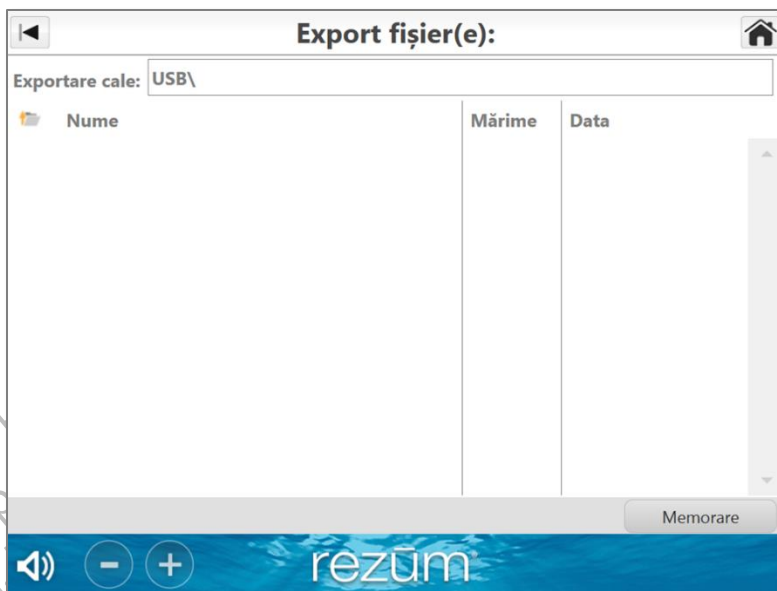 Export fișier(e):
Exportare cale: USB\
Nume Mărime Data
Memorare
rezūm